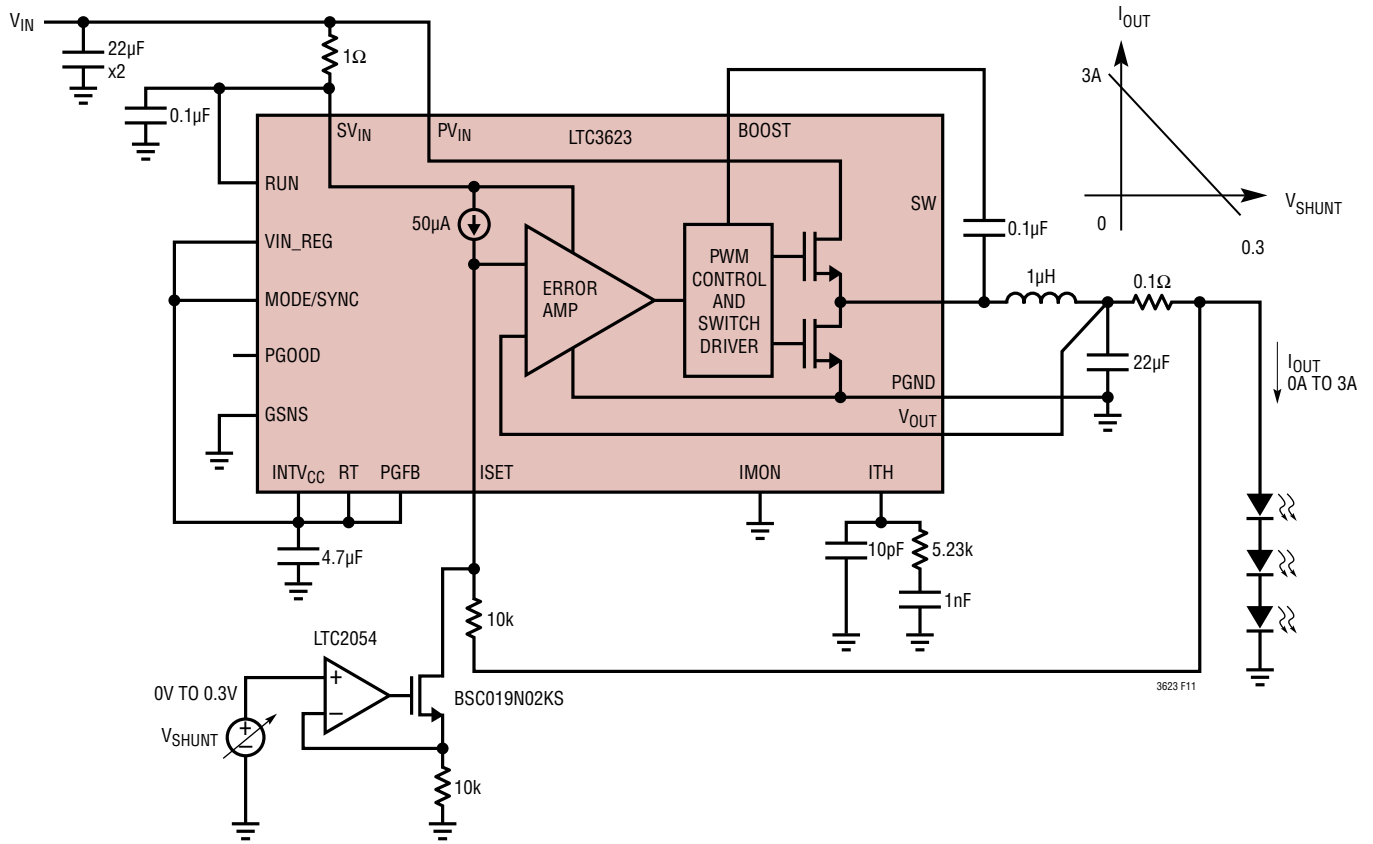 VIN
22µF
x2
1Ω
0.1µF
SVIN
PVIN
LTC3623
BOOST
RUN
VIN_REG
MODE/SYNC
PGOOD
GSNS
50µA
ERROR
AMP
PWM
CONTROL
AND
SWITCH
DRIVER
SW
PGND
VOUT
INTVCC
RT
PGFB
ISET
IMON
ITH
0.1µF
1µH
0.1Ω
22µF
IOUT
0A TO 3A
IOUT
3A
0
VSHUNT
0.3
4.7µF
10pF
5.23k
1nF
10k
LTC2054
0V TO 0.3V
+
–
+
–
VSHUNT
BSC019N02KS
10k
3623 F11